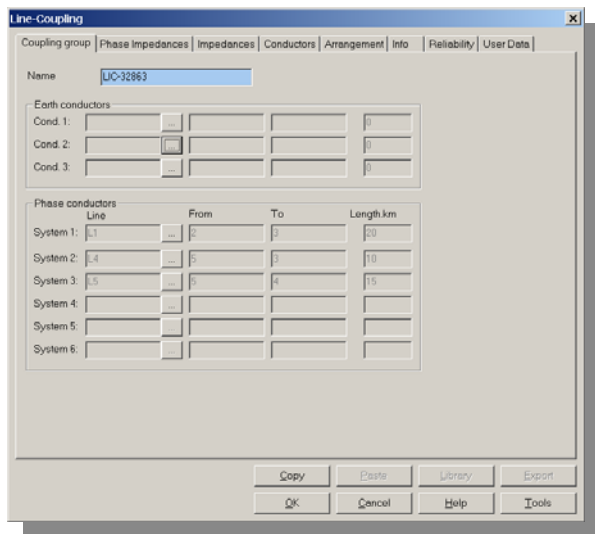 Line-Coupling
Coupling group Phase Impedances Impedances Conductors Arrangement Info Reliability User Data
Name LIC-32863
Earth conductors
Cond. 1: ... 0
Cond. 2: ... 0
Cond. 3: ... 0
Phase conductors
Line From To Length.km
System 1: L1 ... 2 3 20
System 2: L4 ... 5 3 10
System 3: L5 ... 5 4 15
System 4: ...
System 5: ...
System 6: ...
Copy Paste Library Export
OK Cancel Help Tools